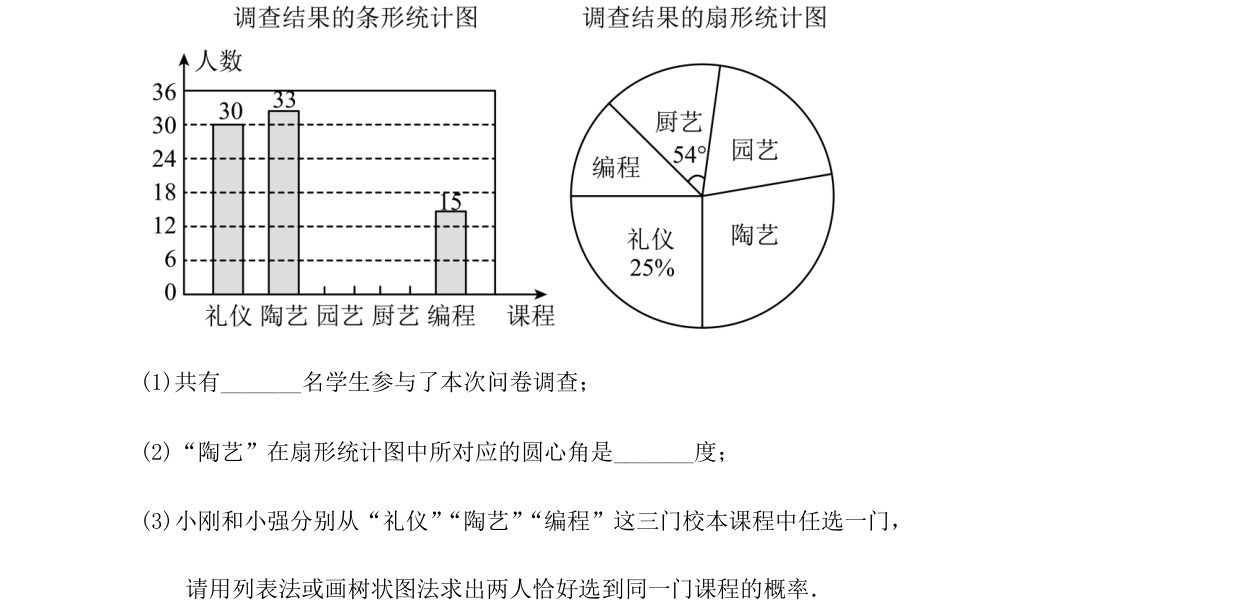 调查结果的条形统计图
人数
36
30
24
18
12
6
0
30
33
15
礼仪 陶艺 园艺 厨艺 编程 课程
调查结果的扇形统计图
厨艺
54°
园艺
编程
礼仪
25%
陶艺
(1)共有_______名学生参与了本次问卷调查;
(2)“陶艺”在扇形统计图中所对应的圆心角是_______度;
(3)小刚和小强分别从“礼仪”“陶艺”“编程”这三门校本课程中任选一门,
请用列表法或画树状图法求出两人恰好选到同一门课程的概率.